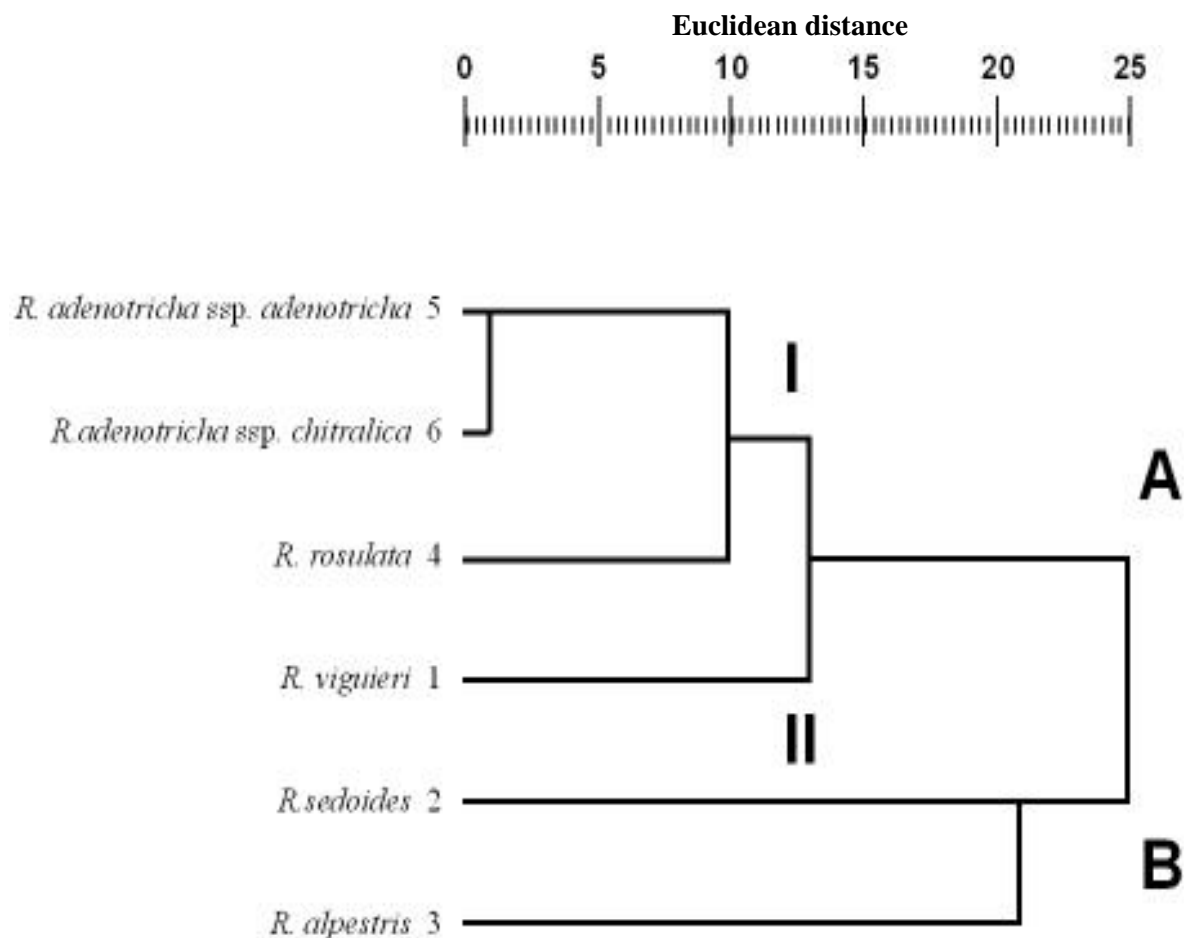 Euclidean distance
0 5 10 15 20 25
R. adenotricha ssp. adenotricha 5
I
R.adenotricha ssp. chitralica 6
A
R. rosulata 4
R. viguieri 1
II
R.sedoides 2
B
R. alpestris 3